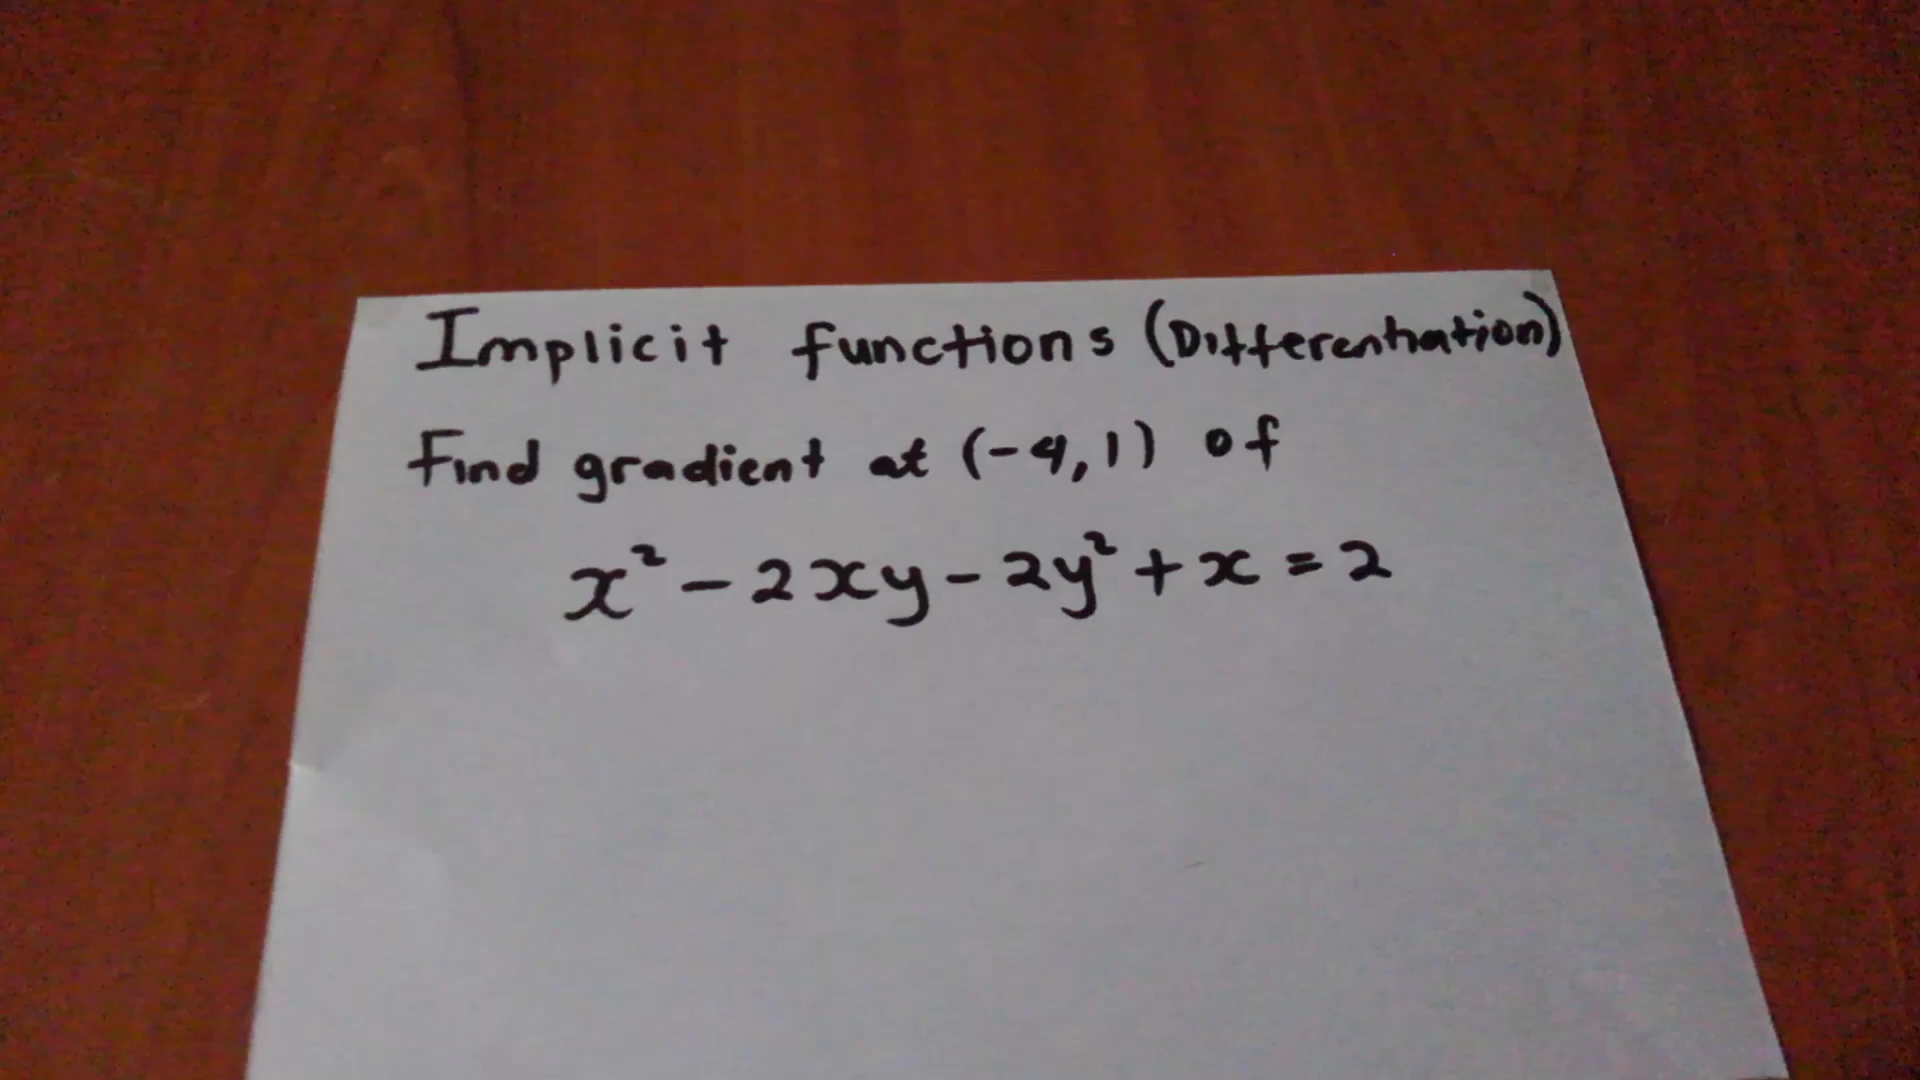 Implicit functions (Differentiation)
Find gradient at (-4,1) of
x² - 2xy - 2y² + x = 2